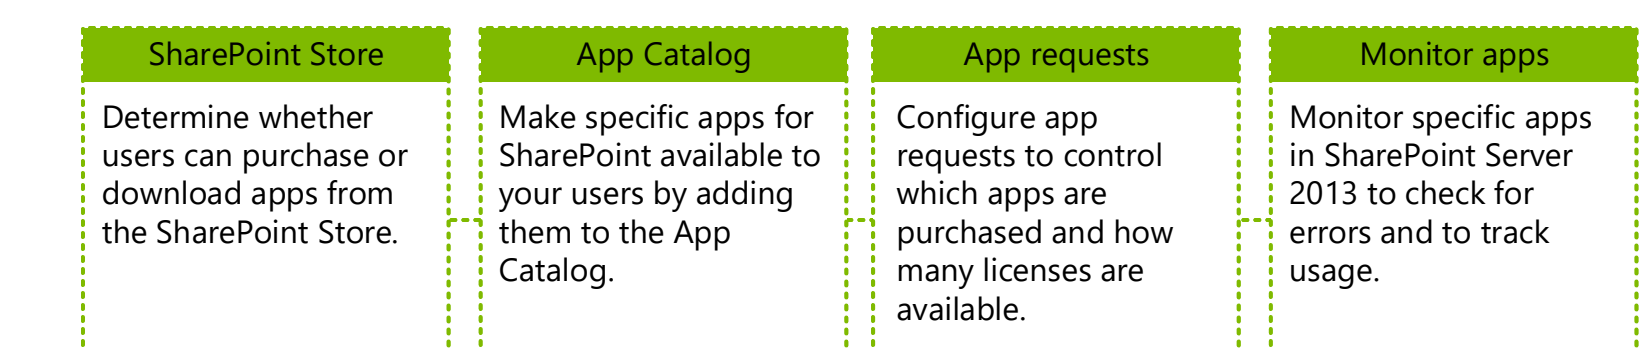 SharePoint Store
Determine whether
users can purchase or
download apps from
the SharePoint Store.
App Catalog
Make specific apps for
SharePoint available to
your users by adding
them to the App
Catalog.
App requests
Configure app
requests to control
which apps are
purchased and how
many licenses are
available.
Monitor apps
Monitor specific apps
in SharePoint Server
2013 to check for
errors and to track
usage.